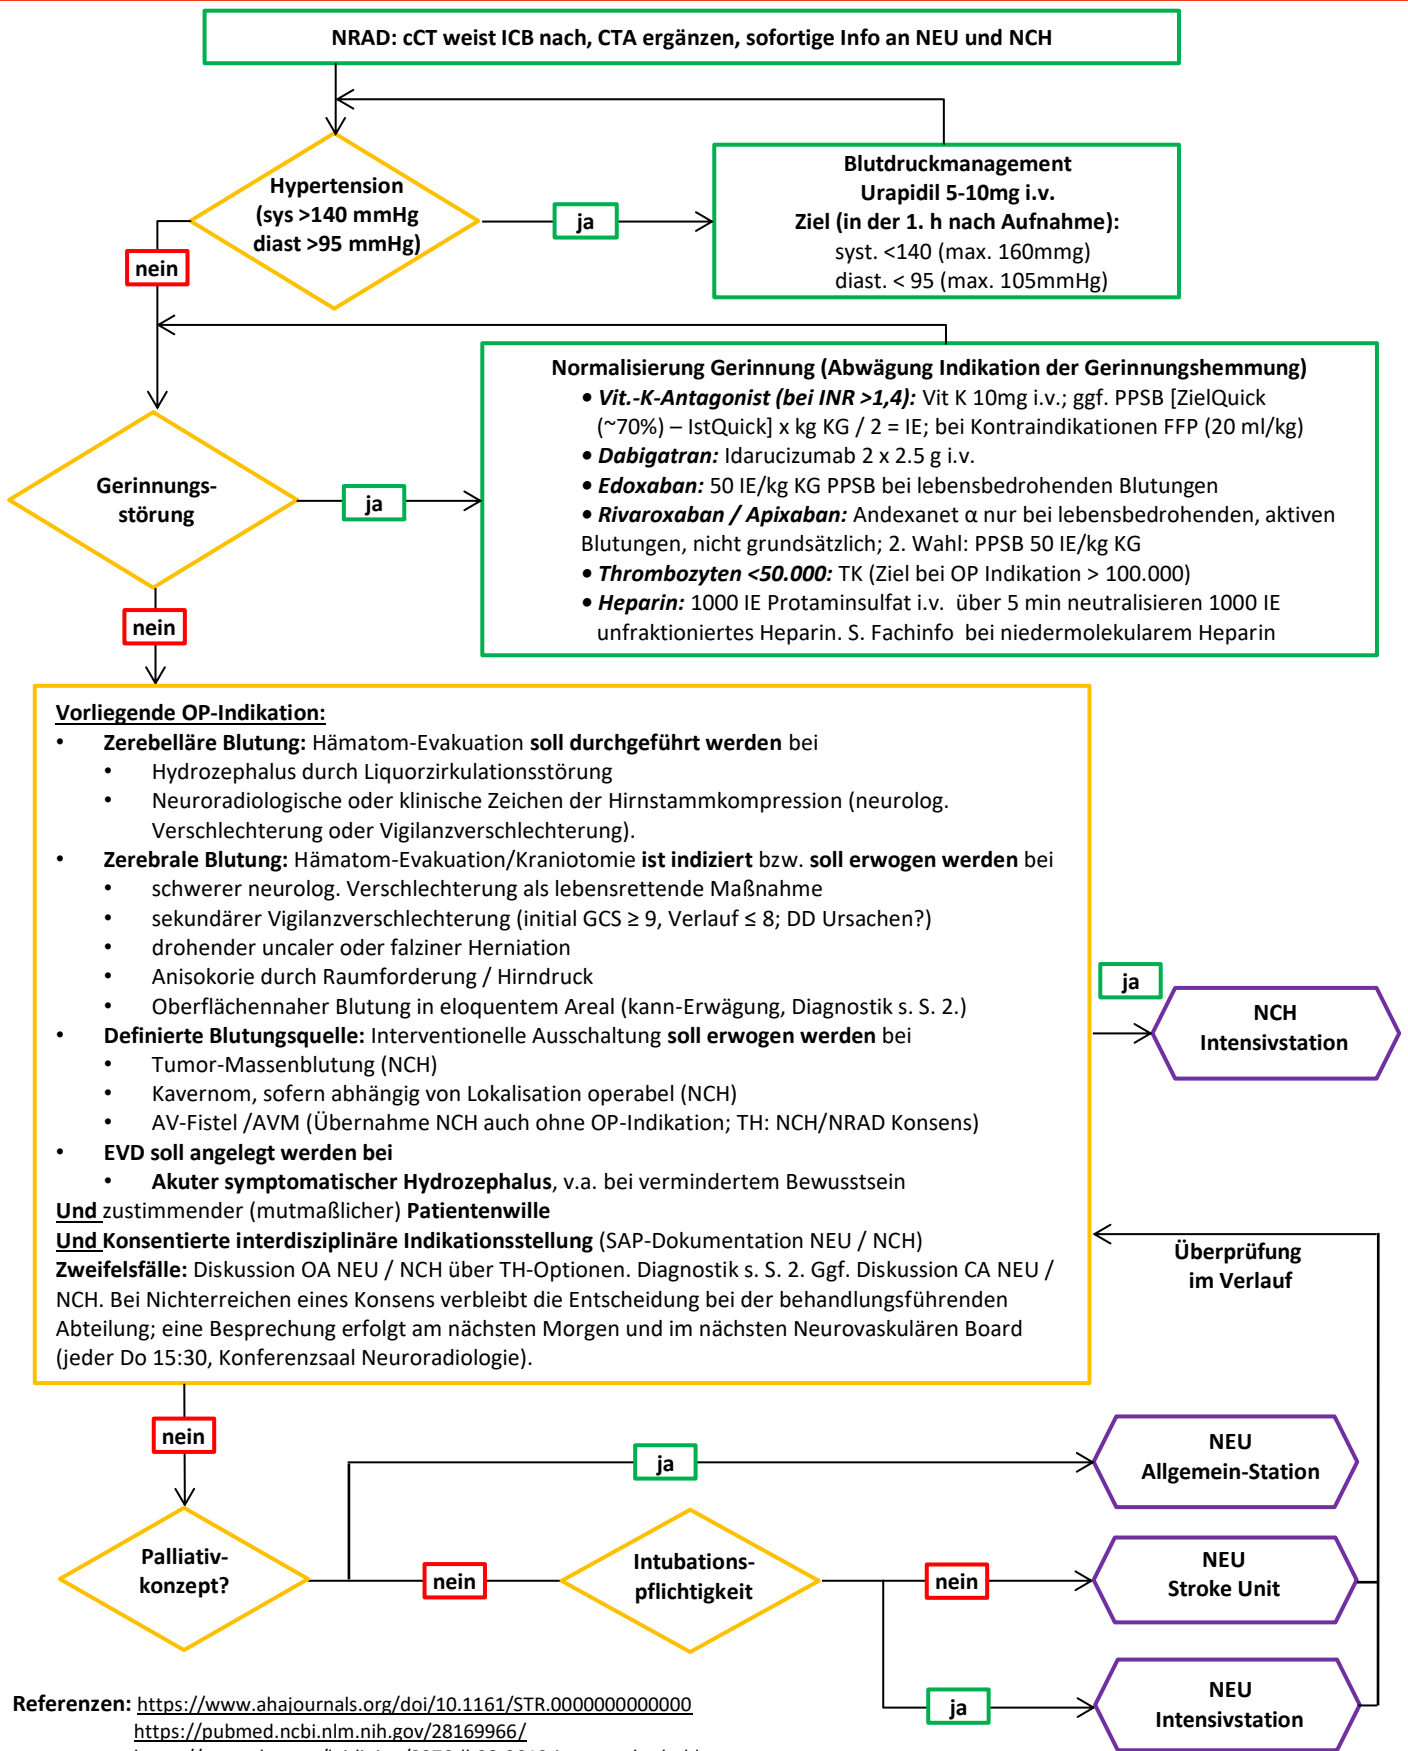 NRAD: cCT weist ICB nach, CTA ergänzen, sofortige Info an NEU und NCH
Hypertension
(sys >140 mmHg
diast >95 mmHg)
ja
nein
Blutdruckmanagement
Urapidil 5-10mg i.v.
Ziel (in der 1. h nach Aufnahme):
syst. <140 (max. 160mmg)
diast. < 95 (max. 105mmHg)
Gerinnungs-
störung
ja
nein
Normalisierung Gerinnung (Abwägung Indikation der Gerinnungshemmung)
• Vit.-K-Antagonist (bei INR >1,4): Vit K 10mg i.v.; ggf. PPSB [ZielQuick
(~70%) – IstQuick] x kg KG / 2 = IE; bei Kontraindikationen FFP (20 ml/kg)
• Dabigatran: Idarucizumab 2 x 2.5 g i.v.
• Edoxaban: 50 IE/kg KG PPSB bei lebensbedrohenden Blutungen
• Rivaroxaban / Apixaban: Andexanet α nur bei lebensbedrohenden, aktiven
Blutungen, nicht grundsätzlich; 2. Wahl: PPSB 50 IE/kg KG
• Thrombozyten <50.000: TK (Ziel bei OP Indikation > 100.000)
• Heparin: 1000 IE Protaminsulfat i.v. über 5 min neutralisieren 1000 IE
unfraktioniertes Heparin. S. Fachinfo bei niedermolekularem Heparin
Vorliegende OP-Indikation:
• Zerebelläre Blutung: Hämatom-Evakuation soll durchgeführt werden bei
• Hydrozephalus durch Liquorzirkulationsstörung
• Neuroradiologische oder klinische Zeichen der Hirnstammkompression (neurolog.
Verschlechterung oder Vigilanzverschlechterung).
• Zerebrale Blutung: Hämatom-Evakuation/Kraniotomie ist indiziert bzw. soll erwogen werden bei
• schwerer neurolog. Verschlechterung als lebensrettende Maßnahme
• sekundärer Vigilanzverschlechterung (initial GCS ≥ 9, Verlauf ≤ 8; DD Ursachen?)
• drohender uncaler oder falziner Herniation
• Anisokorie durch Raumforderung / Hirndruck
• Oberflächennaher Blutung in eloquentem Areal (kann-Erwägung, Diagnostik s. S. 2.)
• Definierte Blutungsquelle: Interventionelle Ausschaltung soll erwogen werden bei
• Tumor-Massenblutung (NCH)
• Kavernom, sofern abhängig von Lokalisation operabel (NCH)
• AV-Fistel /AVM (Übernahme NCH auch ohne OP-Indikation; TH: NCH/NRAD Konsens)
• EVD soll angelegt werden bei
• Akuter symptomatischer Hydrozephalus, v.a. bei vermindertem Bewusstsein
Und zustimmender (mutmaßlicher) Patientenwille
Und Konsentierte interdisziplinäre Indikationsstellung (SAP-Dokumentation NEU / NCH)
Zweifelsfälle: Diskussion OA NEU / NCH über TH-Optionen. Diagnostik s. S. 2. Ggf. Diskussion CA NEU /
NCH. Bei Nichterreichen eines Konsens verbleibt die Entscheidung bei der behandlungsführenden
Abteilung; eine Besprechung erfolgt am nächsten Morgen und im nächsten Neurovaskulären Board
(jeder Do 15:30, Konferenzsaal Neuroradiologie).
ja
NCH
Intensivstation
Überprüfung
im Verlauf
nein
ja
NEU
Allgemein-Station
Palliativ-
konzept?
nein
Intubations-
pflichtigkeit
nein
NEU
Stroke Unit
ja
NEU
Intensivstation
Referenzen: https://www.ahajournals.org/doi/10.1161/STR.0000000000000
https://pubmed.ncbi.nlm.nih.gov/28169966/